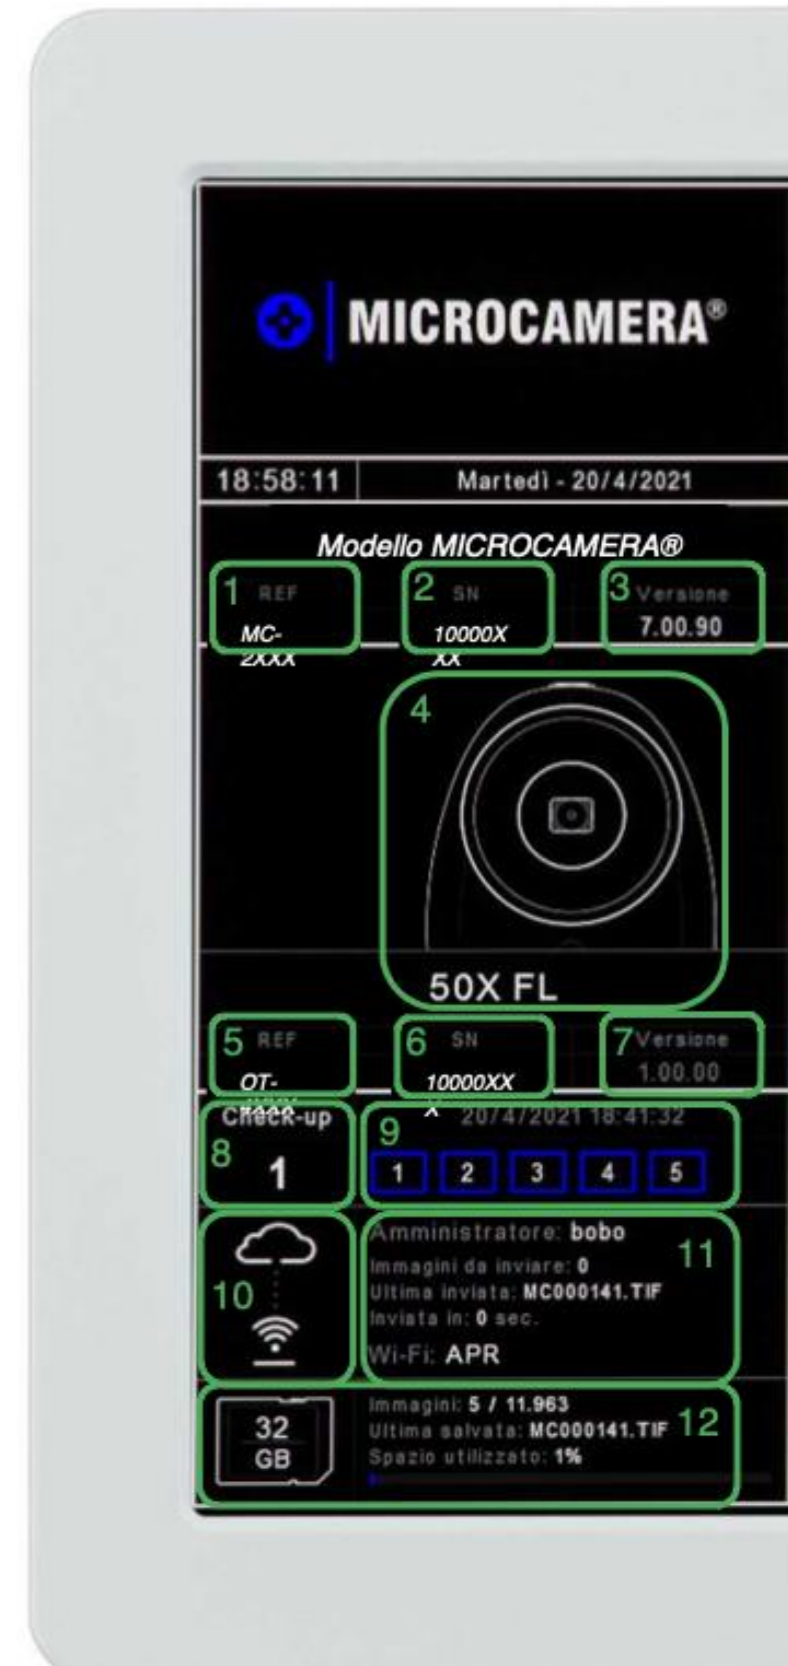 MICROCAMERA®
18:58:11 Martedì - 20/4/2021
Modello MICROCAMERA®
1 REF 2 SN 3 Versione
MC-2XXX 10000XXX 7.00.90
4
50X FL
5 REF 6 SN 7 Versione
OT- 10000XXX 1.00.00
Check-up 9 20/4/2021 18:41:32
8 1 1 2 3 4 5
10
11
Amministratore: bobo
Immagini da inviare: 0
Ultima inviata: MC000141.TIF
Inviata in: 0 sec.
Wi-Fi: APR
32 GB
12
Immagini: 5 / 11.963
Ultima salvata: MC000141.TIF
Spazio utilizzato: 1%